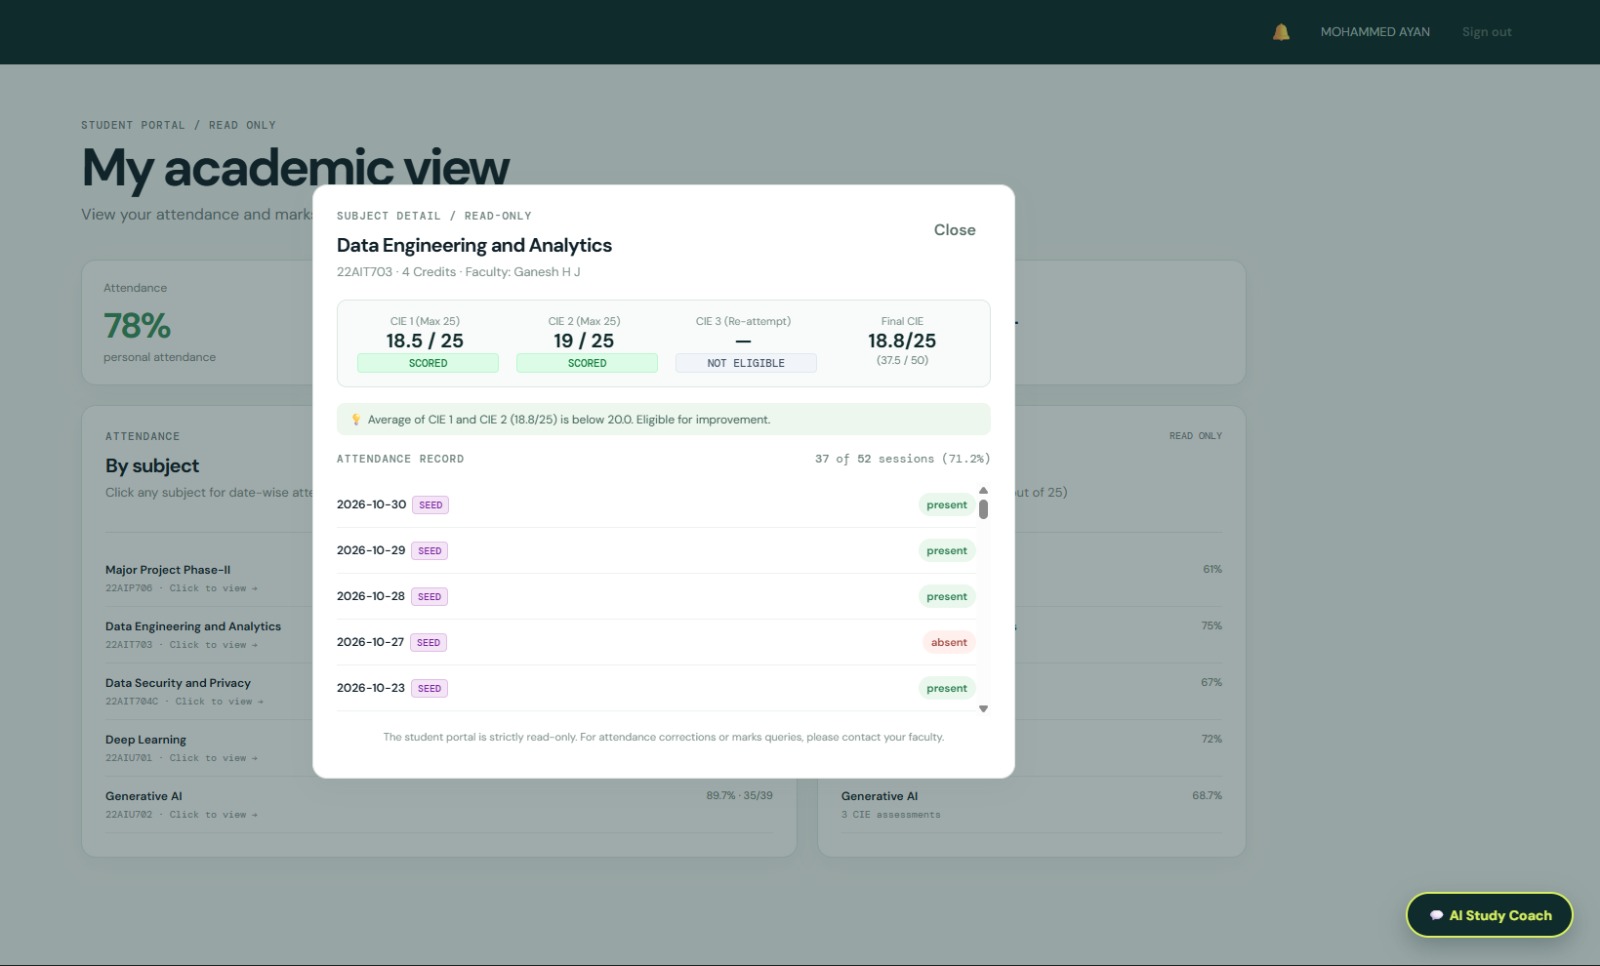 🔔 MOHAMMED AYAN Sign out
STUDENT PORTAL / READ ONLY
My academic view
View your attendance and mark
Attendance
78%
personal attendance
ATTENDANCE
By subject
Click any subject for date-wise atte
Major Project Phase-II
22AIP706 · Click to view →
Data Engineering and Analytics
22AIT703 · Click to view →
Data Security and Privacy
22AIT704C · Click to view →
Deep Learning
22AIU701 · Click to view →
Generative AI 89.7% · 35/39
22AIU702 · Click to view →
SUBJECT DETAIL / READ-ONLY
Close
Data Engineering and Analytics
22AIT703 · 4 Credits · Faculty: Ganesh H J
CIE 1 (Max 25) CIE 2 (Max 25) CIE 3 (Re-attempt) Final CIE
18.5 / 25 19 / 25 — 18.8/25
SCORED SCORED NOT ELIGIBLE (37.5 / 50)
💡 Average of CIE 1 and CIE 2 (18.8/25) is below 20.0. Eligible for improvement.
ATTENDANCE RECORD 37 of 52 sessions (71.2%)
2026-10-30 SEED present
2026-10-29 SEED present
2026-10-28 SEED present
2026-10-27 SEED absent
2026-10-23 SEED present
The student portal is strictly read-only. For attendance corrections or marks queries, please contact your faculty.
READ ONLY
out of 25)
61%
75%
67%
72%
Generative AI 68.7%
3 CIE assessments
💬 AI Study Coach